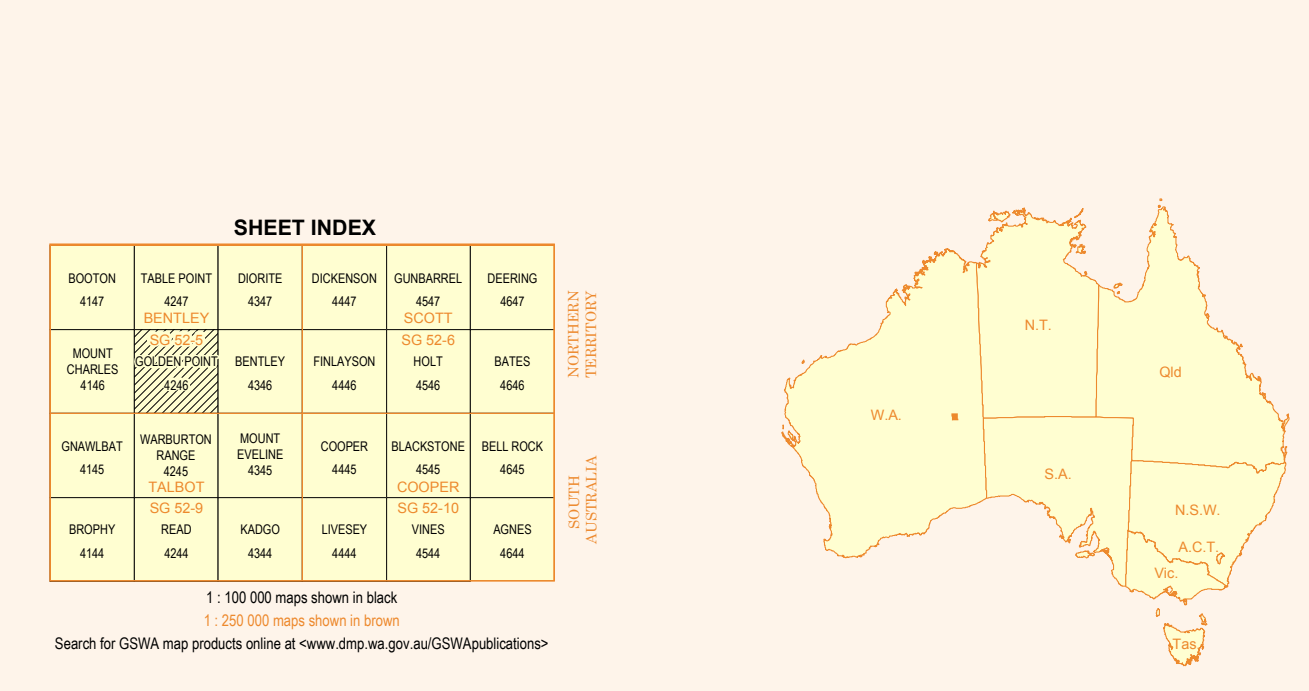 SHEET INDEX
BOOTON
4147
TABLE POINT
4247
BENTLEY
DIORITE
4347
DICKENSON
4447
GUNBARREL
4547
SCOTT
DEERING
4647
MOUNT
CHARLES
4146
SG 52-5
GOLDEN POINT
4246
BENTLEY
4346
FINLAYSON
4446
SG 52-6
HOLT
4546
BATES
4646
NORTHERN
TERRITORY
GNAWLBAT
4145
WARBURTON
RANGE
4245
TALBOT
MOUNT
EVELINE
4345
COOPER
4445
BLACKSTONE
4545
COOPER
BELL ROCK
4645
BROPHY
4144
SG 52-9
READ
4244
KADGO
4344
LIVESEY
4444
SG 52-10
VINES
4544
AGNES
4644
SOUTH
AUSTRALIA
1 : 100 000 maps shown in black
1 : 250 000 maps shown in brown
Search for GSWA map products online at <www.dmp.wa.gov.au/GSWApublications>
N.T.
Qld
W.A.
S.A.
N.S.W.
A.C.T.
Vic.
Tas.